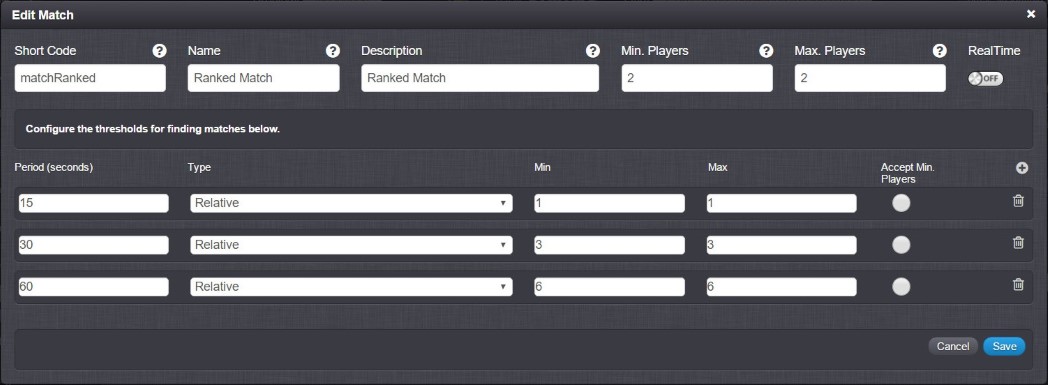 Edit Match
Short Code ? Name ? Description ? Min. Players ? Max. Players ? RealTime
matchRanked Ranked Match Ranked Match 2 2 OFF
Configure the thresholds for finding matches below.
Period (seconds) Type Min Max Accept Min.
Players
15 Relative 1 1
30 Relative 3 3
60 Relative 6 6
Cancel Save